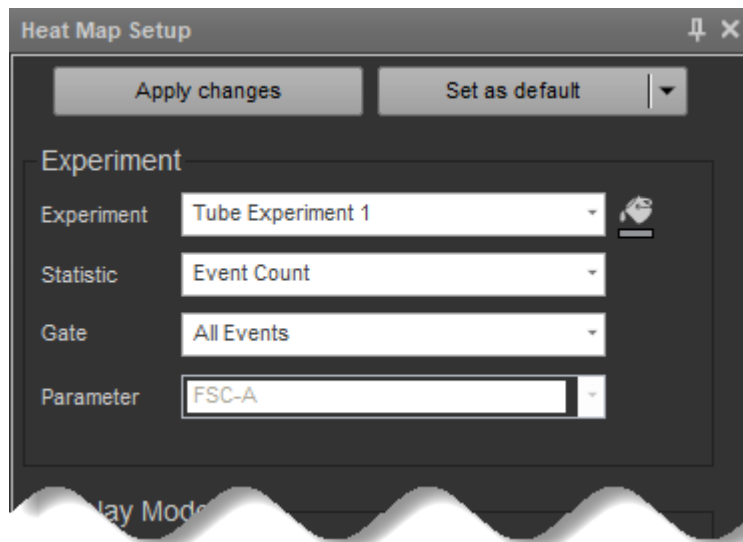 Heat Map Setup
Apply changes
Set as default
Experiment
Experiment Tube Experiment 1
Statistic Event Count
Gate All Events
Parameter FSC-A